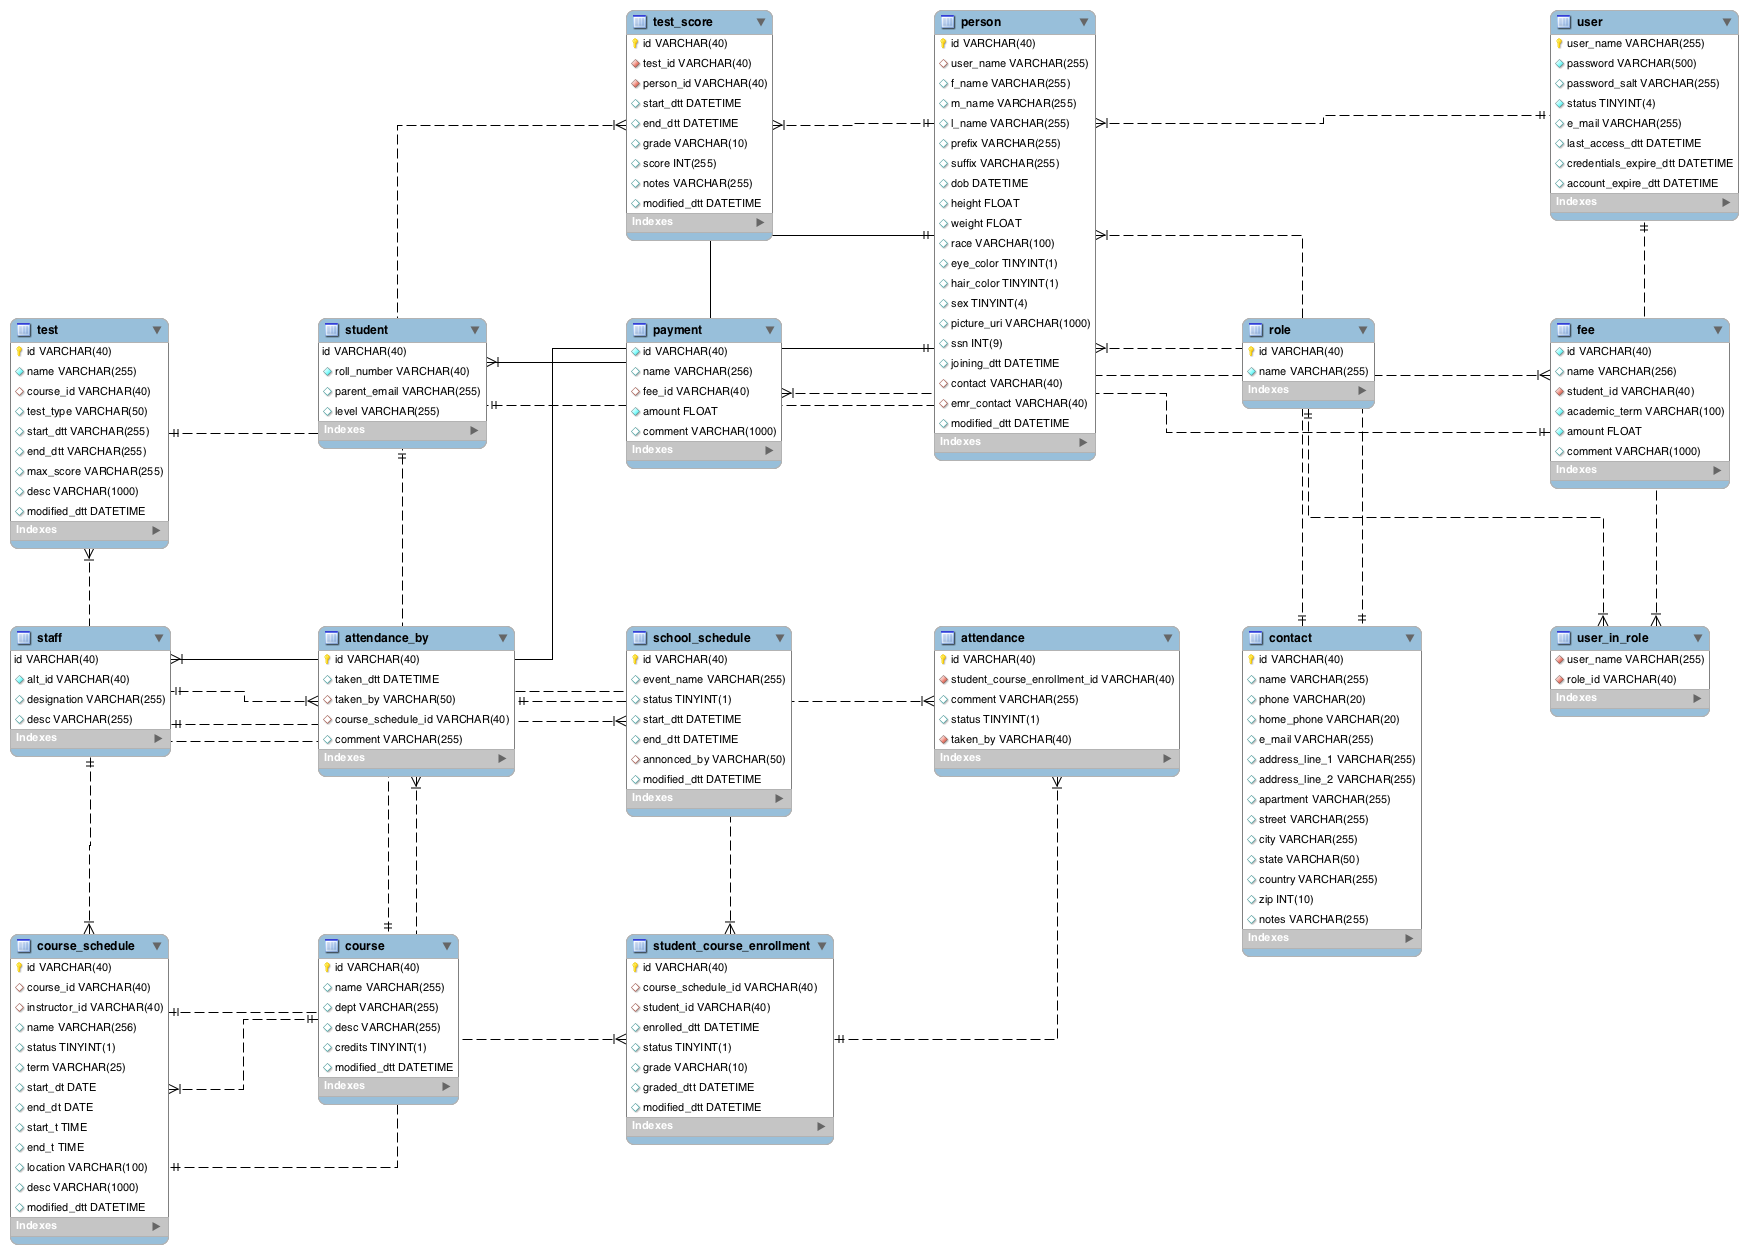 test_score
id VARCHAR(40)
test_id VARCHAR(40)
person_id VARCHAR(40)
start_dtt DATETIME
end_dtt DATETIME
grade VARCHAR(10)
score INT(255)
notes VARCHAR(255)
modified_dtt DATETIME
Indexes
person
id VARCHAR(40)
user_name VARCHAR(255)
f_name VARCHAR(255)
m_name VARCHAR(255)
l_name VARCHAR(255)
prefix VARCHAR(255)
suffix VARCHAR(255)
dob DATETIME
height FLOAT
weight FLOAT
race VARCHAR(100)
eye_color TINYINT(1)
hair_color TINYINT(1)
sex TINYINT(4)
picture_uri VARCHAR(1000)
ssn INT(9)
joining_dtt DATETIME
contact VARCHAR(40)
emr_contact VARCHAR(40)
modified_dtt DATETIME
Indexes
user
user_name VARCHAR(255)
password VARCHAR(500)
password_salt VARCHAR(255)
status TINYINT(4)
e_mail VARCHAR(255)
last_access_dtt DATETIME
credentials_expire_dtt DATETIME
account_expire_dtt DATETIME
Indexes
test
id VARCHAR(40)
name VARCHAR(255)
course_id VARCHAR(40)
test_type VARCHAR(50)
start_dtt VARCHAR(255)
end_dtt VARCHAR(255)
max_score VARCHAR(255)
desc VARCHAR(1000)
modified_dtt DATETIME
Indexes
student
id VARCHAR(40)
roll_number VARCHAR(40)
parent_email VARCHAR(255)
level VARCHAR(255)
Indexes
payment
id VARCHAR(40)
name VARCHAR(256)
fee_id VARCHAR(40)
amount FLOAT
comment VARCHAR(1000)
Indexes
role
id VARCHAR(40)
name VARCHAR(255)
Indexes
fee
id VARCHAR(40)
name VARCHAR(256)
student_id VARCHAR(40)
academic_term VARCHAR(100)
amount FLOAT
comment VARCHAR(1000)
Indexes
staff
id VARCHAR(40)
alt_id VARCHAR(40)
designation VARCHAR(255)
desc VARCHAR(255)
Indexes
attendance_by
id VARCHAR(40)
taken_dtt DATETIME
taken_by VARCHAR(50)
course_schedule_id VARCHAR(40)
comment VARCHAR(255)
Indexes
school_schedule
id VARCHAR(40)
event_name VARCHAR(255)
status TINYINT(1)
start_dtt DATETIME
end_dtt DATETIME
annonced_by VARCHAR(50)
modified_dtt DATETIME
Indexes
attendance
id VARCHAR(40)
student_course_enrollment_id VARCHAR(40)
comment VARCHAR(255)
status TINYINT(1)
taken_by VARCHAR(40)
Indexes
contact
id VARCHAR(40)
name VARCHAR(255)
phone VARCHAR(20)
home_phone VARCHAR(20)
e_mail VARCHAR(255)
address_line_1 VARCHAR(255)
address_line_2 VARCHAR(255)
apartment VARCHAR(255)
street VARCHAR(255)
city VARCHAR(255)
state VARCHAR(50)
country VARCHAR(255)
zip INT(10)
notes VARCHAR(255)
Indexes
user_in_role
user_name VARCHAR(255)
role_id VARCHAR(40)
Indexes
course_schedule
id VARCHAR(40)
course_id VARCHAR(40)
instructor_id VARCHAR(40)
name VARCHAR(256)
status TINYINT(1)
term VARCHAR(25)
start_dt DATE
end_dt DATE
start_t TIME
end_t TIME
location VARCHAR(100)
desc VARCHAR(1000)
modified_dtt DATETIME
Indexes
course
id VARCHAR(40)
name VARCHAR(255)
dept VARCHAR(255)
desc VARCHAR(255)
credits TINYINT(1)
modified_dtt DATETIME
Indexes
student_course_enrollment
id VARCHAR(40)
course_schedule_id VARCHAR(40)
student_id VARCHAR(40)
enrolled_dtt DATETIME
status TINYINT(1)
grade VARCHAR(10)
graded_dtt DATETIME
modified_dtt DATETIME
Indexes